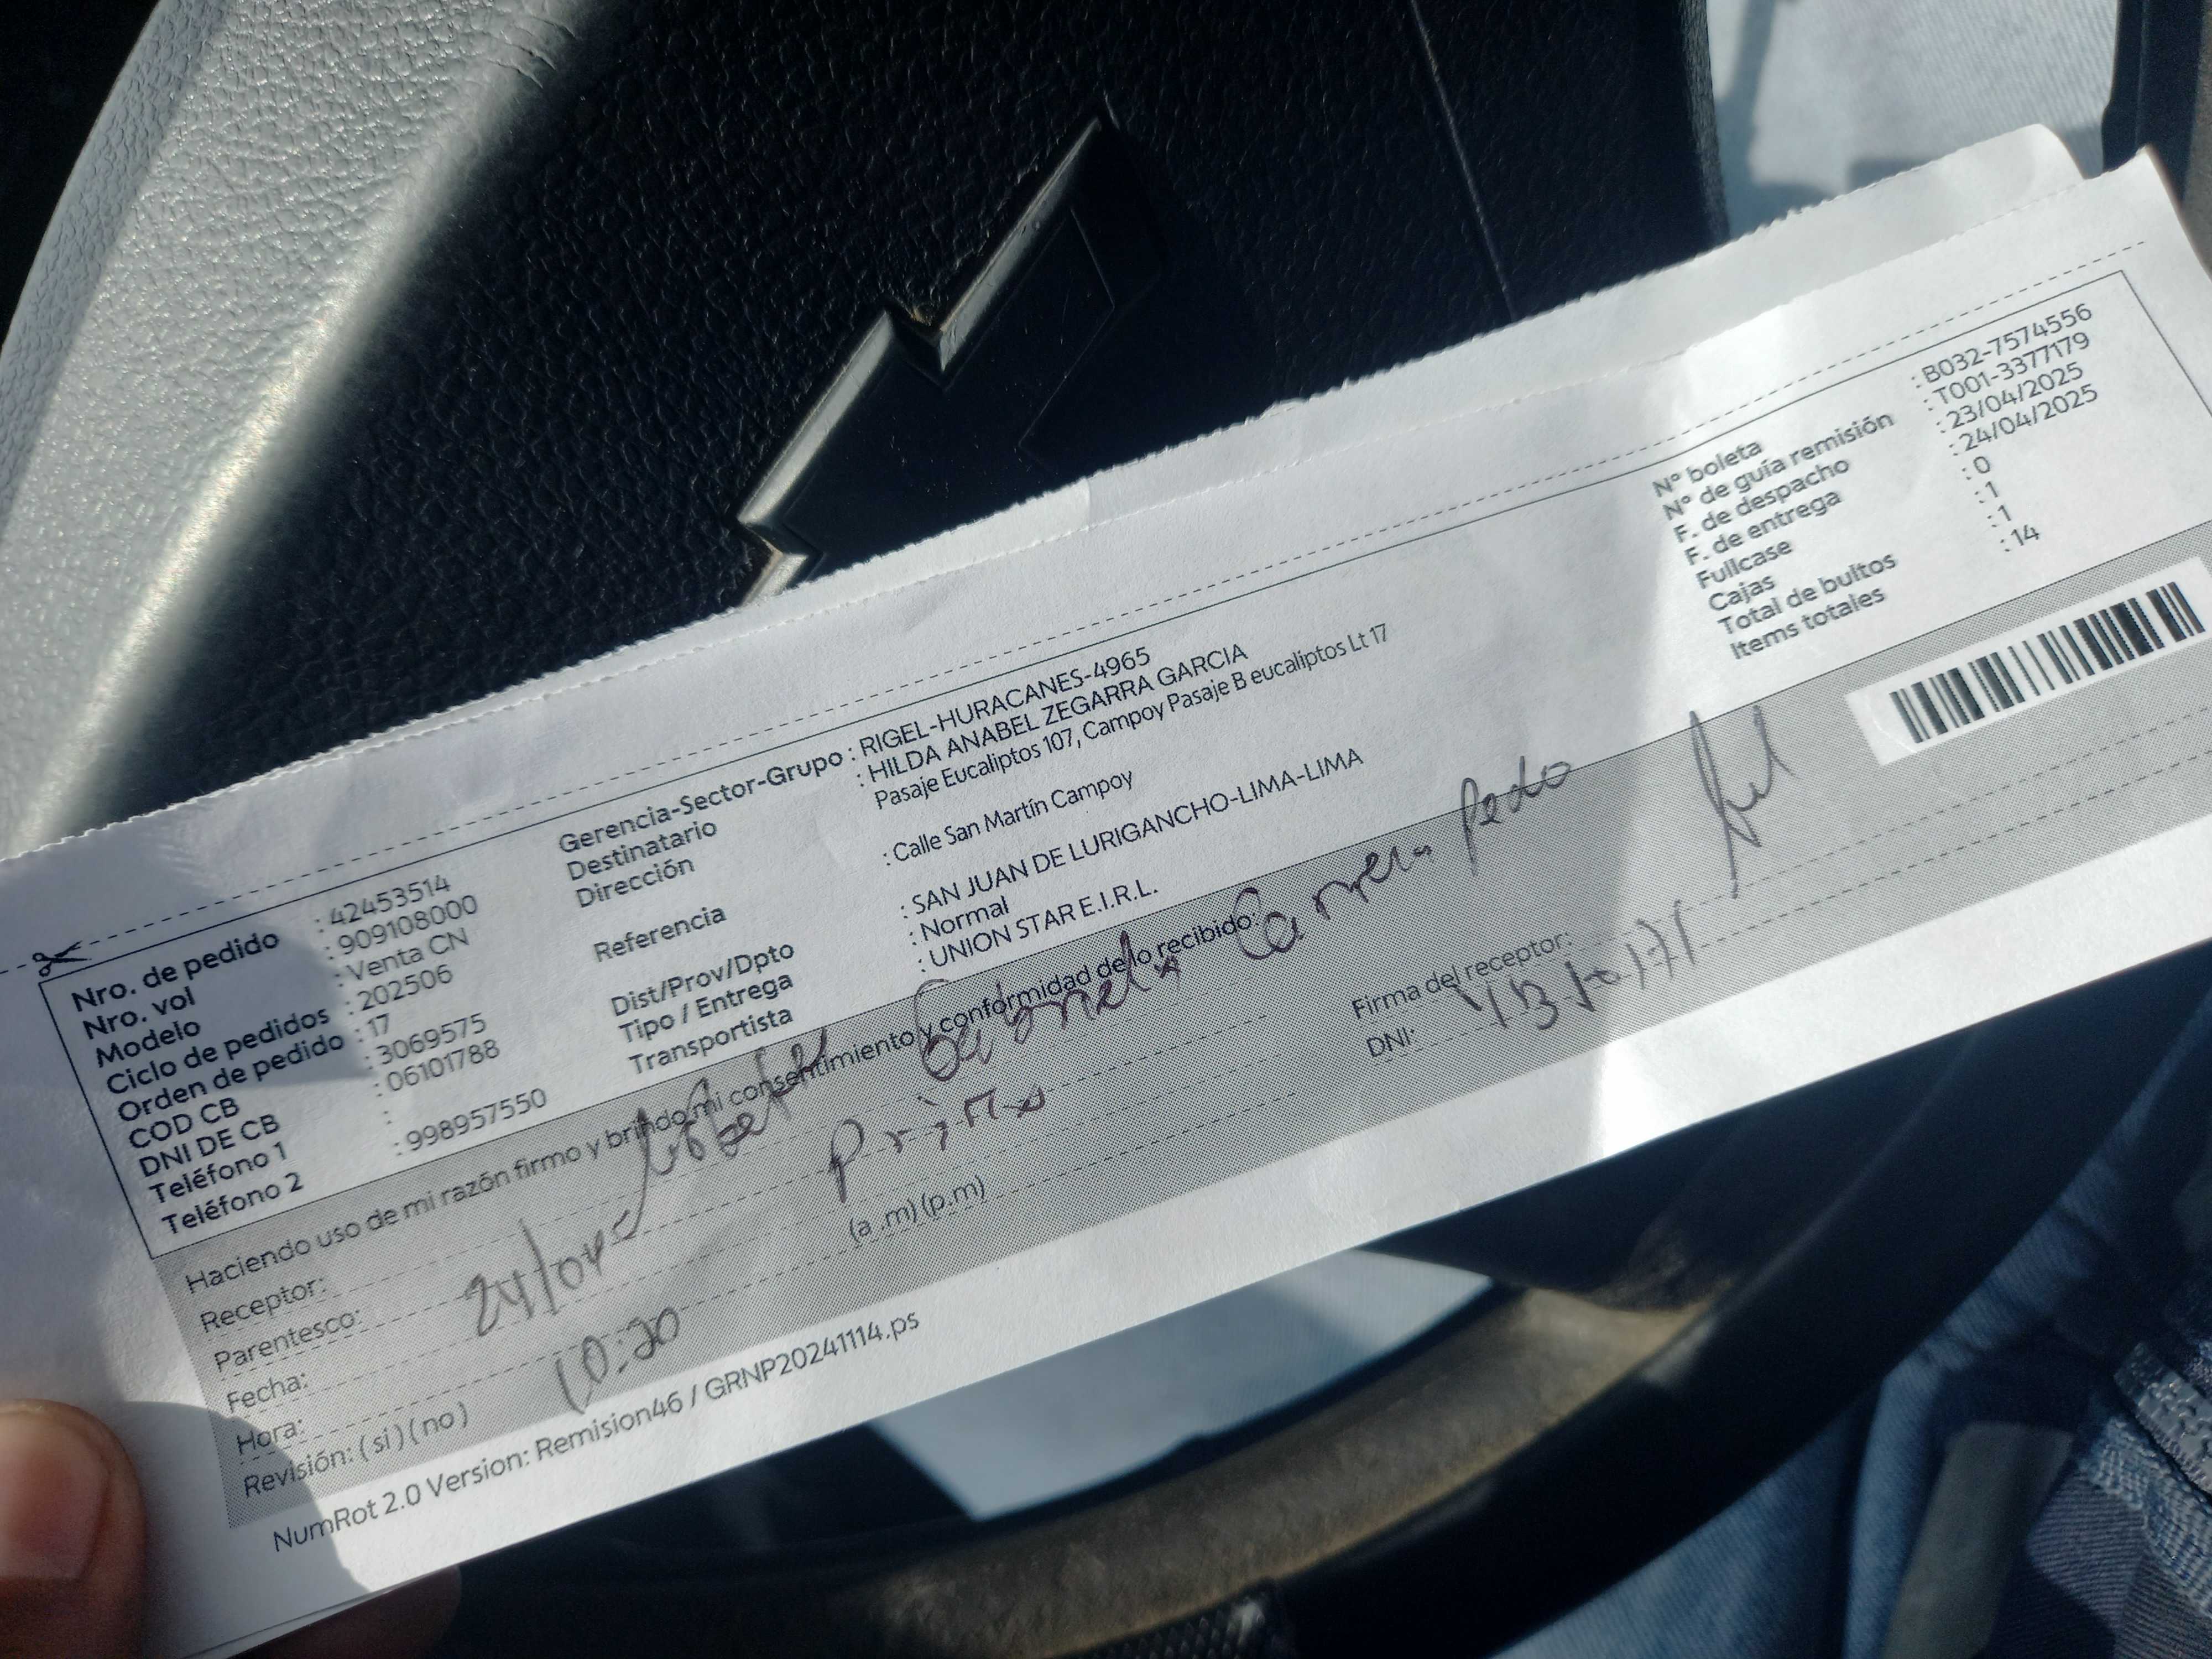 Nro. de pedido : 42453514
Nro. vol : 909108000
Modelo : Venta CN
Ciclo de pedidos : 202506
Orden de pedido : 17
COD CB : 3069575
DNI DE CB : 06101788
Teléfono 1 :
Teléfono 2 : 998957550
Gerencia-Sector-Grupo : RIGEL-HURACANES-4965
Destinatario : HILDA ANABEL ZEGARRA GARCIA
Dirección Pasaje Eucaliptos 107, Campoy Pasaje B eucaliptos Lt 17
Referencia : Calle San Martín Campoy
Dist/Prov/Dpto : SAN JUAN DE LURIGANCHO-LIMA-LIMA
Tipo / Entrega : Normal
Transportista : UNION STAR E.I.R.L.
N° boleta : B032-7574556
N° de guía remisión : T001-3377179
F. de despacho : 23/04/2025
F. de entrega : 24/04/2025
Fullcase : 0
Cajas : 1
Total de bultos : 1
Items totales : 14
Haciendo uso de mi razón firmo y brindo mi consentimiento y conformidad de lo recibido:
Receptor:
Parentesco: Prima
Fecha: 24/04
Hora: 10:20 (a .m) (p.m)
Revisión: ( si ) ( no )
Firma del receptor:
DNI:
NumRot 2.0 Version: Remision46 / GRNP20241114.ps